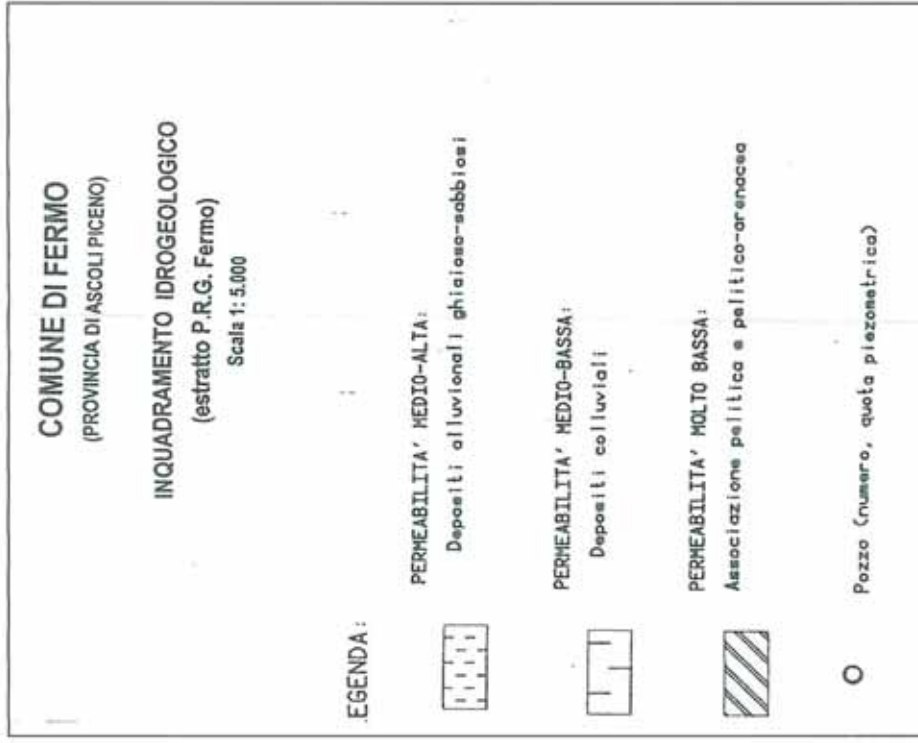 COMUNE DI FERMO
(PROVINCIA DI ASCOLI PICENO)
INQUADRAMENTO IDROGEOLOGICO
(estratto P.R.G. Fermo)
Scala 1: 5.000
.EGENDA:
PERMEABILITA' MEDIO-ALTA:
Depositi alluvionali ghiaioso-sabbiosi
PERMEABILITA' MEDIO-BASSA:
Depositi colluviali
PERMEABILITA' MOLTO BASSA:
Associazione pelitica e pelitico-arenacea
Pozzo (numero, quota piezometrica)